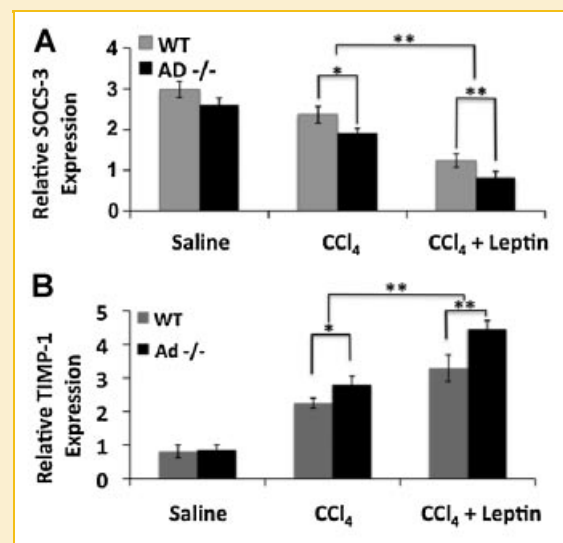 A
WT
AD -/-
**
*
**
Relative SOCS-3
Expression
4
3
2
1
0
Saline
CCl₄
CCl₄ + Leptin
B
WT
Ad -/-
**
*
**
Relative TIMP-1
Expression
5
4
3
2
1
0
Saline
CCl₄
CCl₄ + Leptin